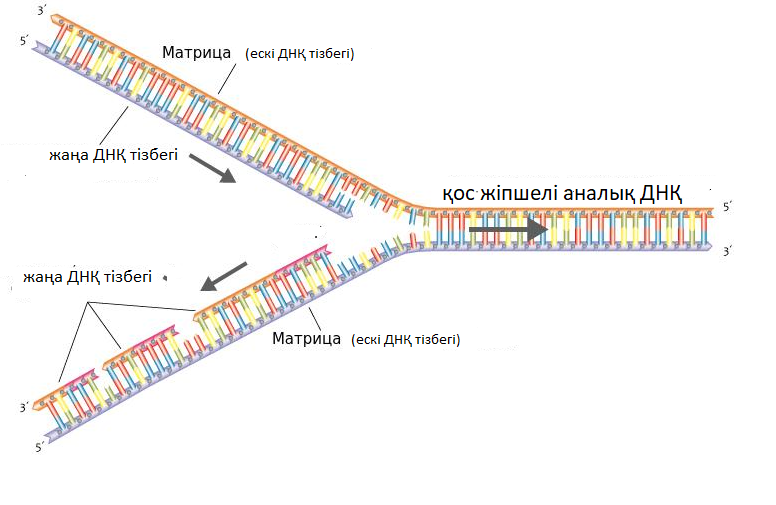 3´
5´
Матрица (ескі ДНҚ тізбегі)
жаңа ДНҚ тізбегі
қос жіпшелі аналық ДНҚ
5´
3´
жаңа ДНҚ тізбегі
Матрица (ескі ДНҚ тізбегі)
3´
5´